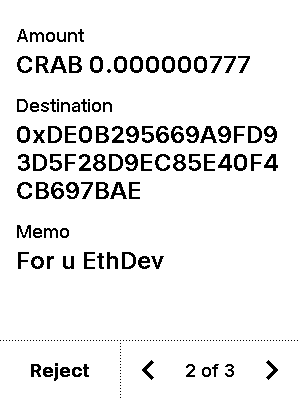 Amount
CRAB 0.000000777
Destination
0xDE0B295669A9FD9
3D5F28D9EC85E40F4
CB697BAE
Memo
For u EthDev
Reject
2 of 3